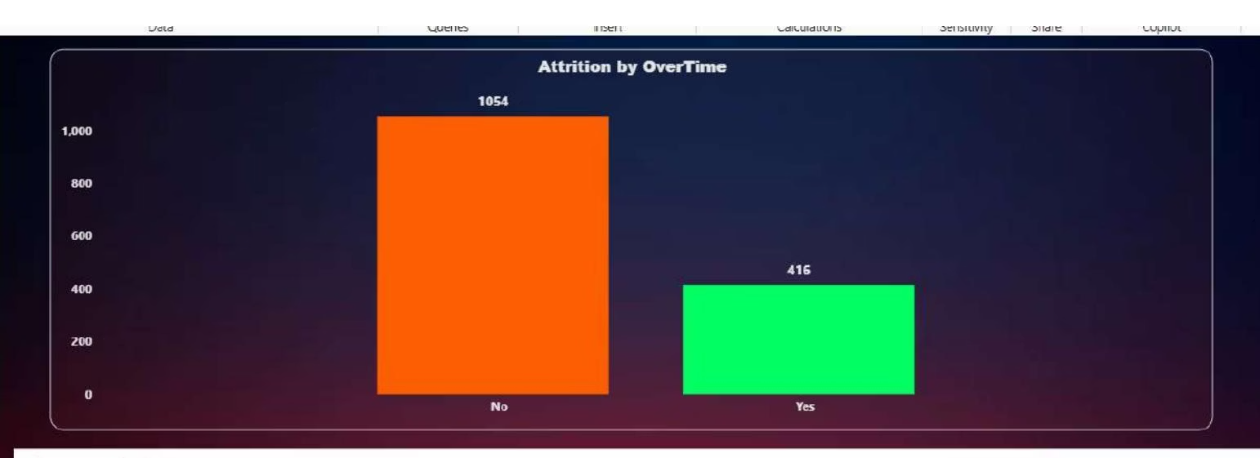 Data Queries Insert Calculations Sensitivity Share Copilot
Attrition by OverTime
1054
1,000
800
600
416
400
200
0
No Yes